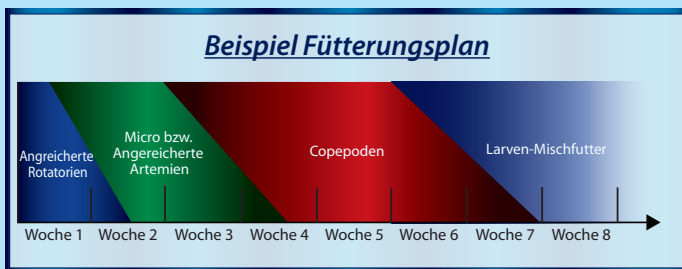 Beispiel Fütterungsplan
Angreicherte
Rotatorien
Micro bzw.
Angereicherte
Artemien
Copepoden
Larven-Mischfutter
Woche 1
Woche 2
Woche 3
Woche 4
Woche 5
Woche 6
Woche 7
Woche 8